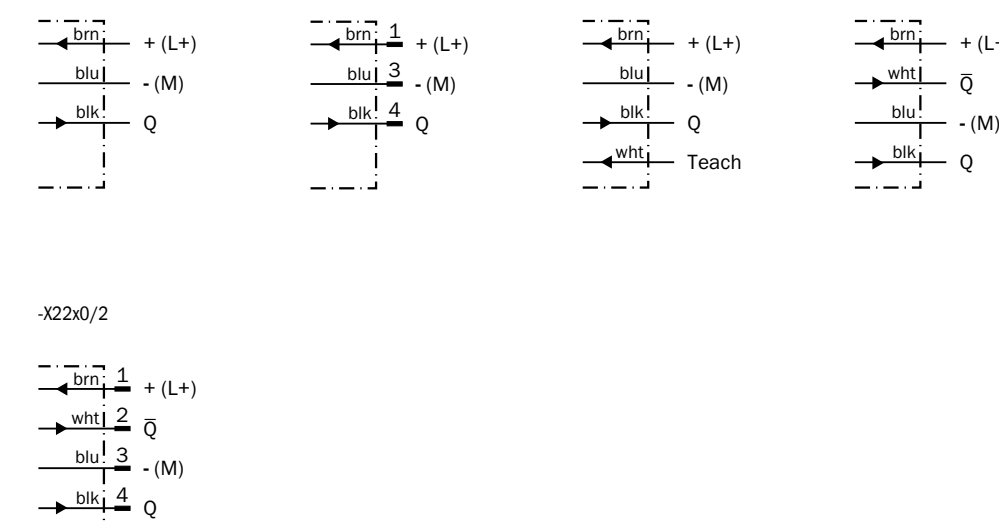 brn + (L+)
blu - (M)
blk Q
brn 1 + (L+)
blu 3 - (M)
blk 4 Q
brn + (L+)
blu - (M)
blk Q
wht Teach
brn + (L+
wht Q̅
blu - (M)
blk Q
-X22x0/2
brn 1 + (L+)
wht 2 Q̅
blu 3 - (M)
blk 4 Q